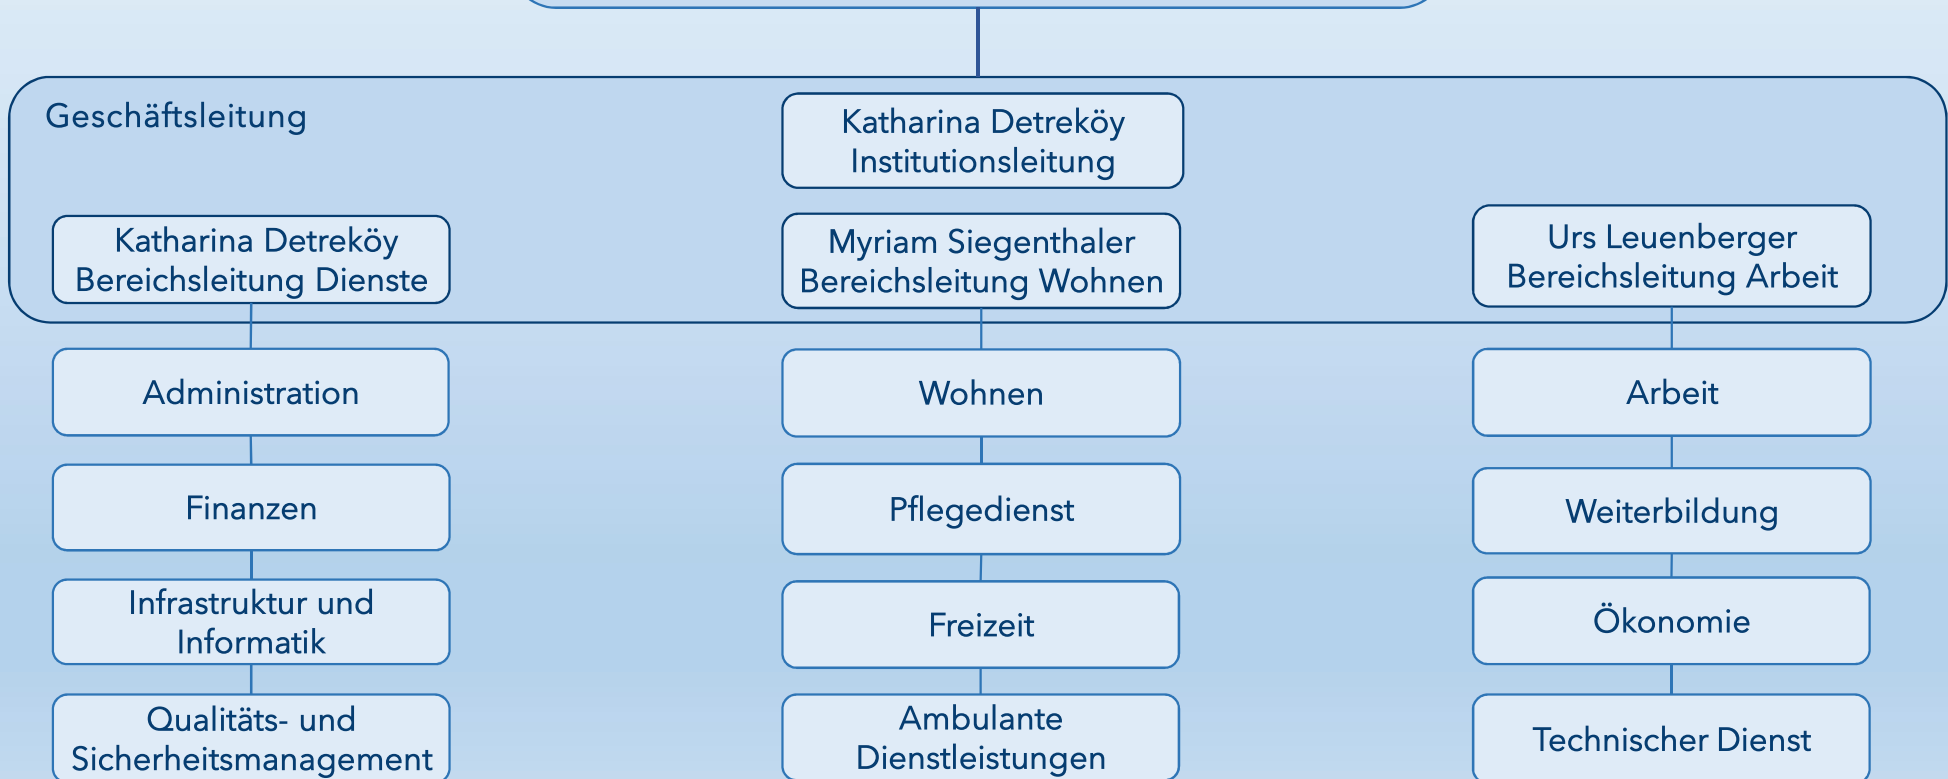 Geschäftsleitung
Katharina Detreköy
Institutionsleitung
Katharina Detreköy
Bereichsleitung Dienste
Myriam Siegenthaler
Bereichsleitung Wohnen
Urs Leuenberger
Bereichsleitung Arbeit
Administration
Wohnen
Arbeit
Finanzen
Pflegedienst
Weiterbildung
Infrastruktur und
Informatik
Freizeit
Ökonomie
Qualitäts- und
Sicherheitsmanagement
Ambulante
Dienstleistungen
Technischer Dienst